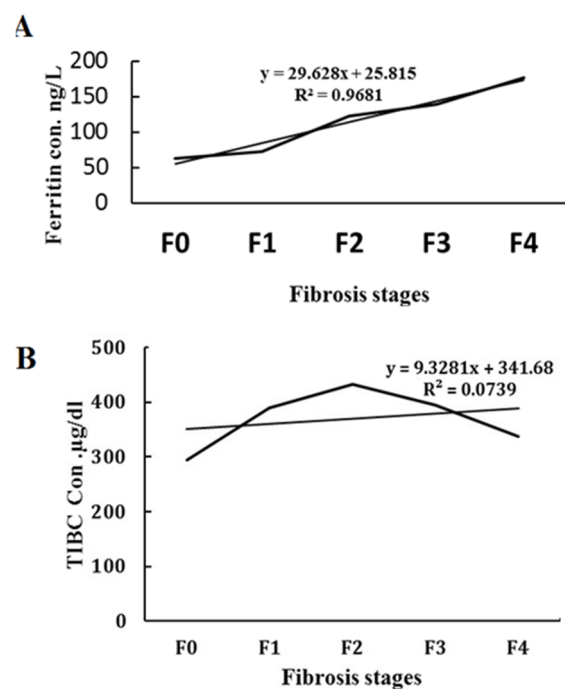 A
Ferritin con. ng/L
200
150
100
50
0
y = 29.628x + 25.815
R² = 0.9681
F0 F1 F2 F3 F4
Fibrosis stages
B
TIBC Con .µg/dl
500
400
300
200
100
0
y = 9.3281x + 341.68
R² = 0.0739
F0 F1 F2 F3 F4
Fibrosis stages